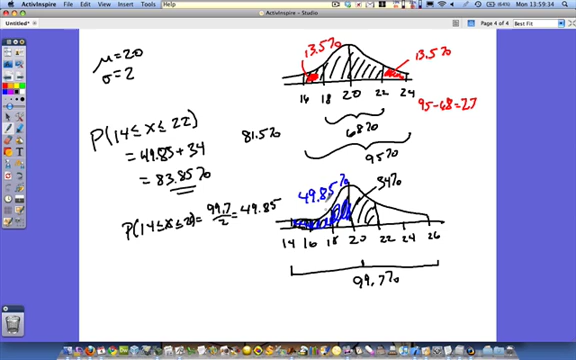 ActivInspire File Edit View Insert Tools Help
Mon 13:59:34
ActivInspire – Studio
Untitled*
Page 4 of 4
μ=20
σ=2
13.5%
13.5%
16 18 20 22 24
95-68=27
68%
95%
P(14≤x≤22)
=49.85+34
=83.85%
81.5%
P(14≤x≤20)=99.7/2=49.85
49.85%
34%
14 16 18 20 22 24 26
99.7%